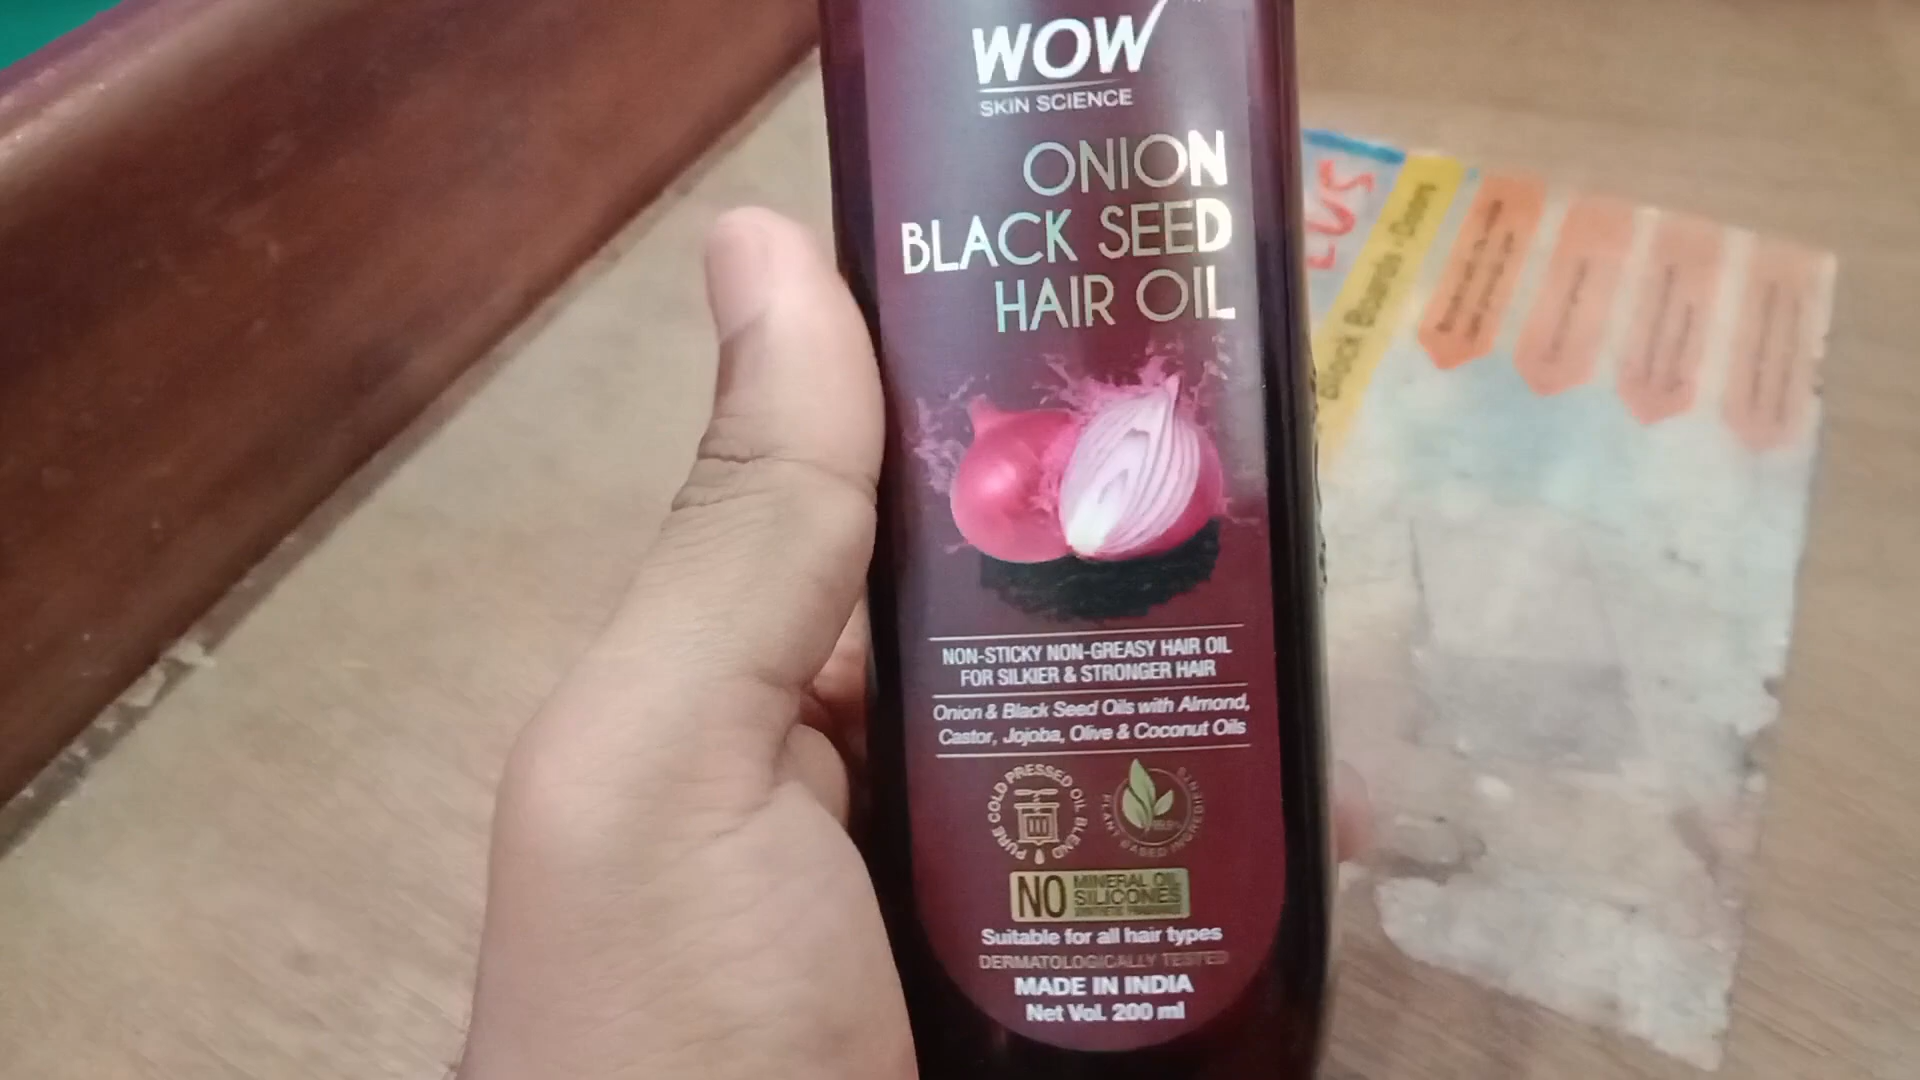 WOW
SKIN SCIENCE
ONION
BLACK SEED
HAIR OIL
NON-STICKY NON-GREASY HAIR OIL
FOR SILKIER & STRONGER HAIR
Onion & Black Seed Oils with Almond,
Castor, Jojoba, Olive & Coconut Oils
PURE COLD PRESSED OIL BLEND
PLANT BASED INGREDIENTS
NO MINERAL OIL
SILICONES
SYNTHETIC FRAGRANCE
Suitable for all hair types
DERMATOLOGICALLY TESTED
MADE IN INDIA
Net Vol. 200 ml